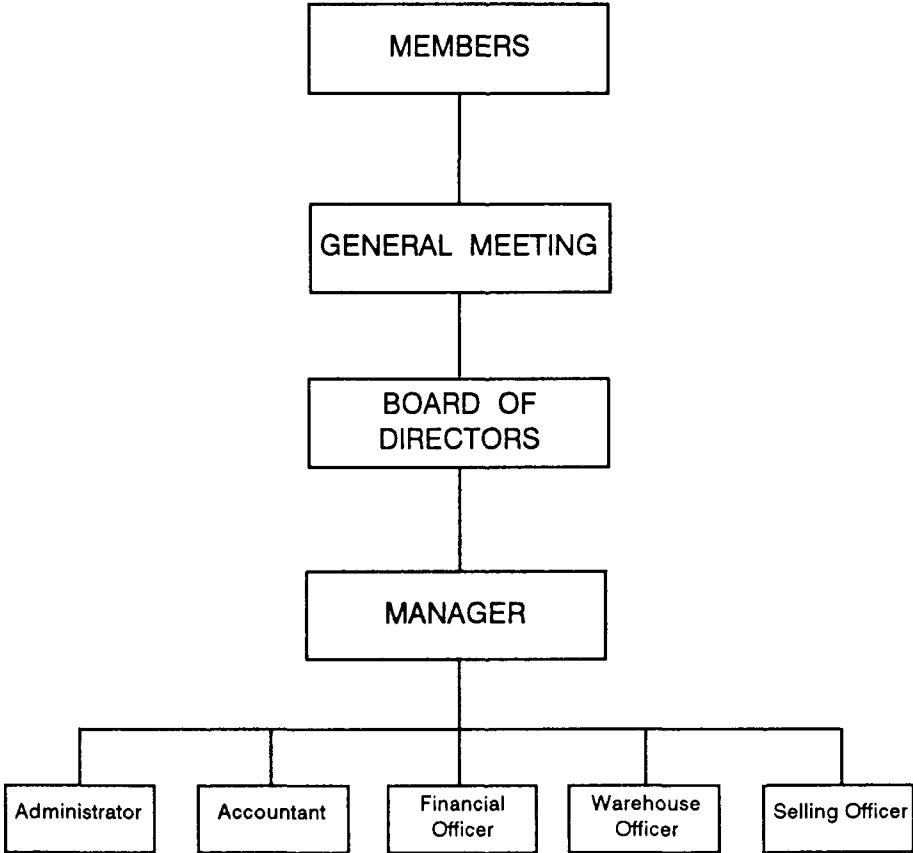 MEMBERS
GENERAL MEETING
BOARD OF
DIRECTORS
MANAGER
Administrator
Accountant
Financial
Officer
Warehouse
Officer
Selling Officer